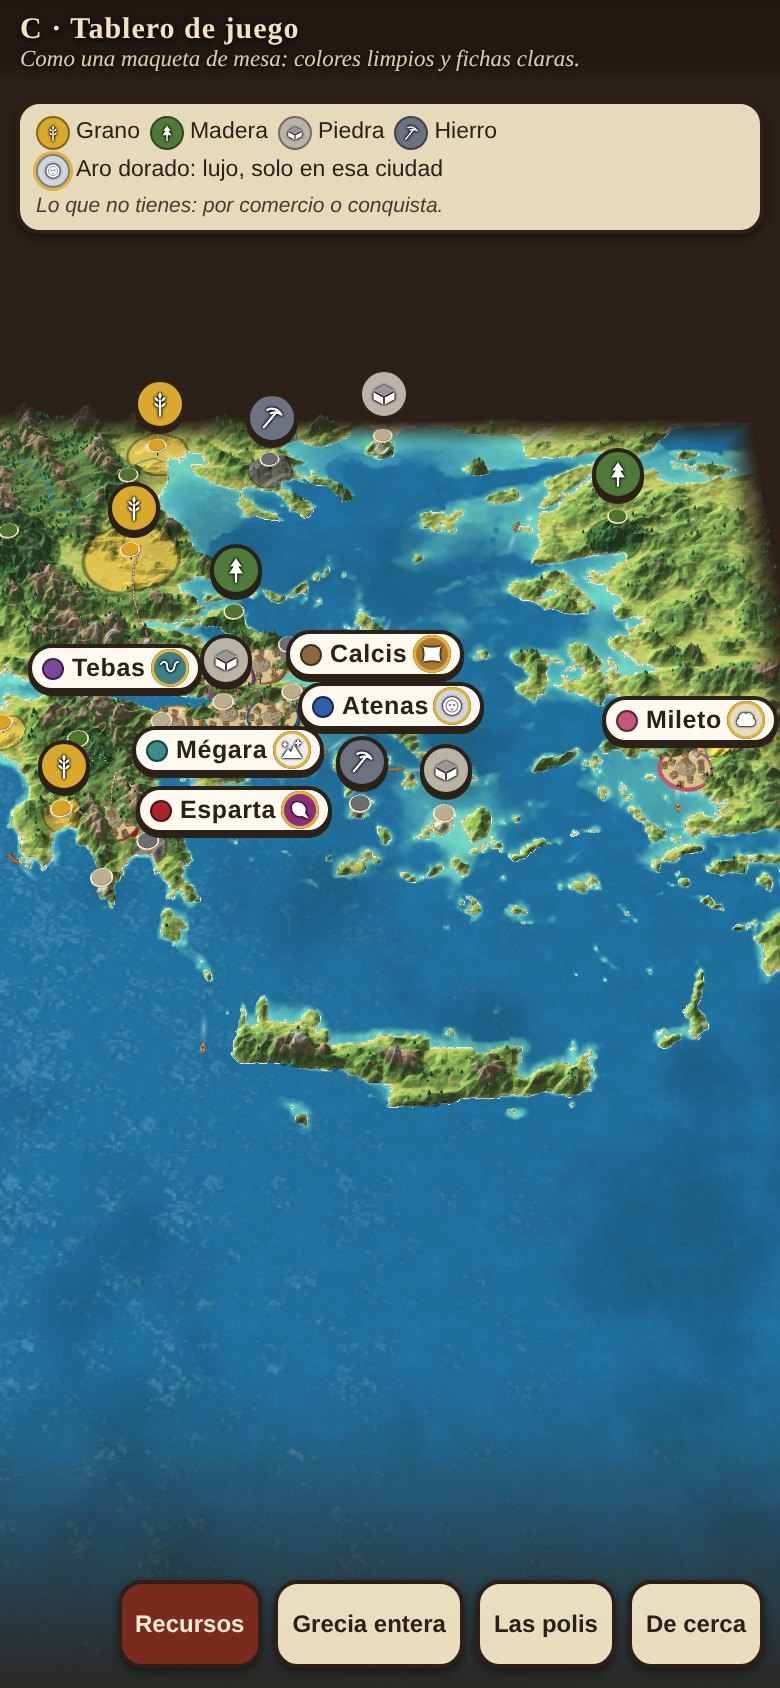 C · Tablero de juego
Como una maqueta de mesa: colores limpios y fichas claras.
Grano Madera Piedra Hierro
Aro dorado: lujo, solo en esa ciudad
Lo que no tienes: por comercio o conquista.
Calcis
Tebas
Atenas
Mileto
Mégara
Esparta
Recursos Grecia entera Las polis De cerca